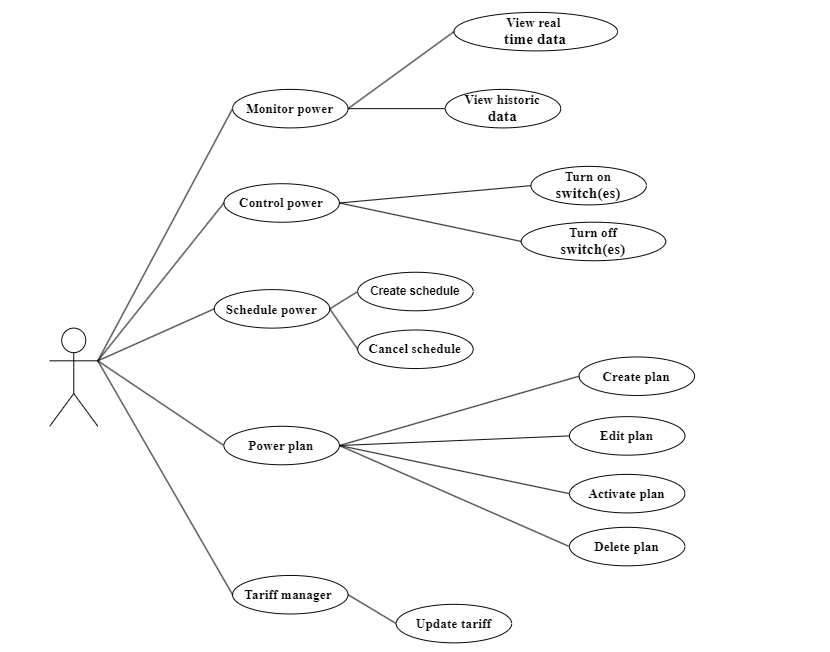 View real
time data
Monitor power
View historic
data
Turn on
switch(es)
Control power
Turn off
switch(es)
Create schedule
Schedule power
Cancel schedule
Create plan
Edit plan
Power plan
Activate plan
Delete plan
Tariff manager
Update tariff